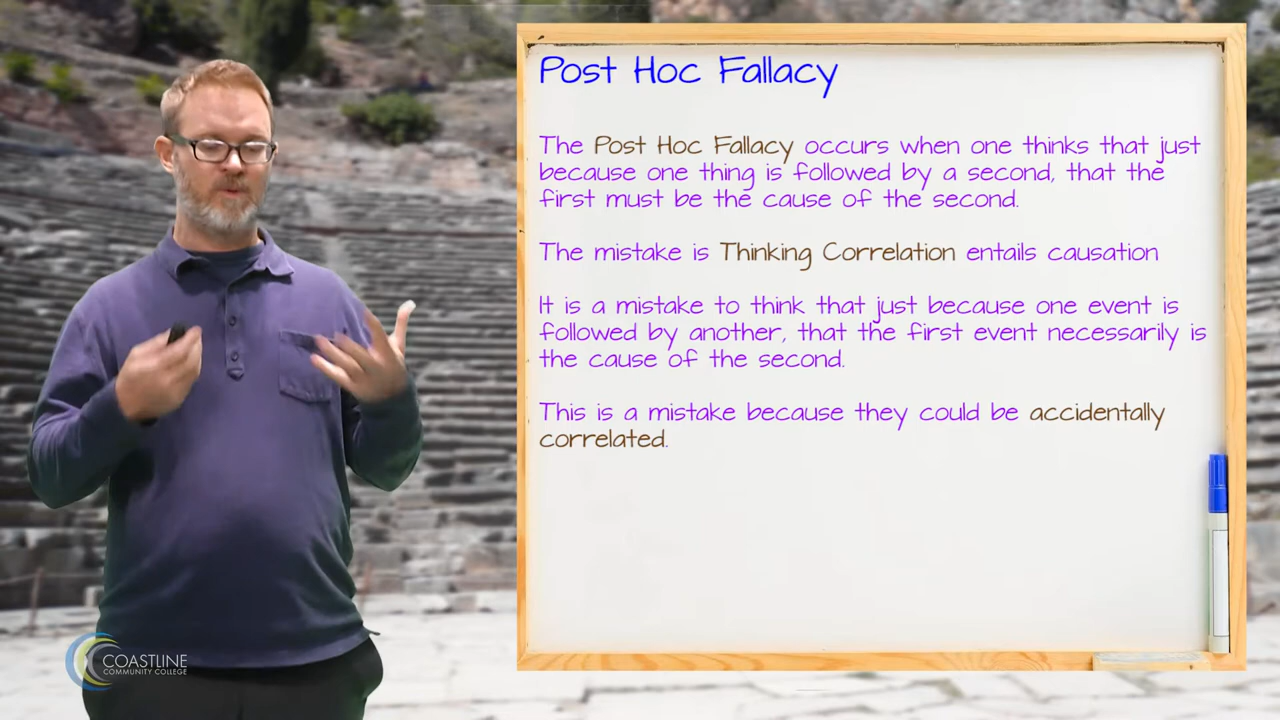 Post Hoc Fallacy
The Post Hoc Fallacy occurs when one thinks that just
because one thing is followed by a second, that the
first must be the cause of the second.
The mistake is Thinking Correlation entails causation
It is a mistake to think that just because one event is
followed by another, that the first event necessarily is
the cause of the second.
This is a mistake because they could be accidentally
correlated.
COASTLINE
COMMUNITY COLLEGE